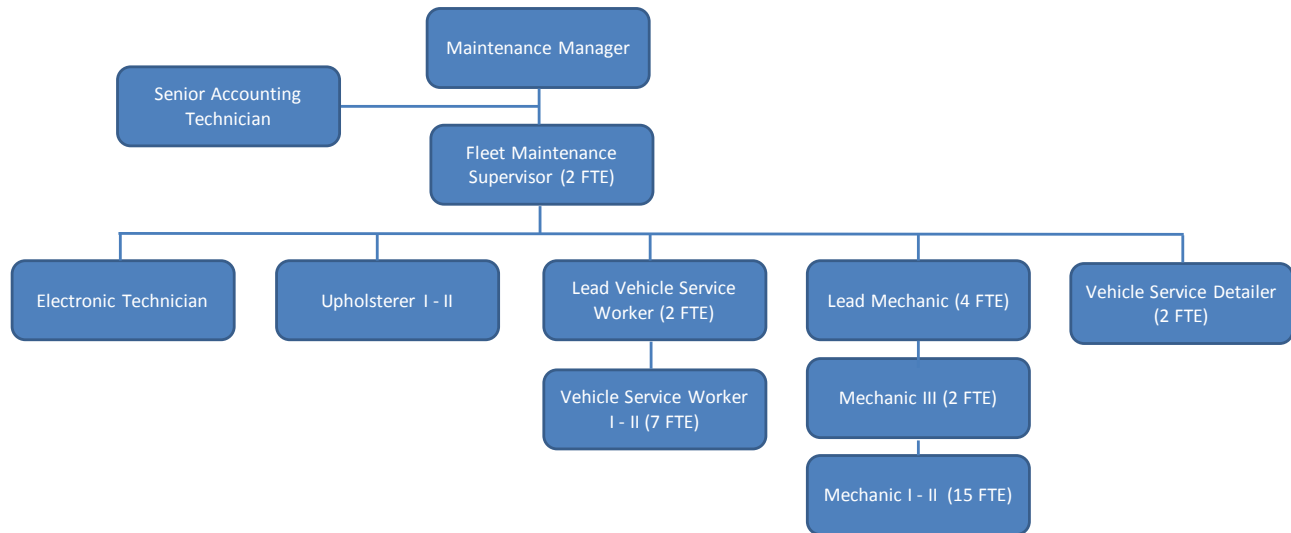 Maintenance Manager
Senior Accounting
Technician
Fleet Maintenance
Supervisor (2 FTE)
Electronic Technician
Upholsterer I - II
Lead Vehicle Service
Worker (2 FTE)
Lead Mechanic (4 FTE)
Vehicle Service Detailer
(2 FTE)
Vehicle Service Worker
I - II (7 FTE)
Mechanic III (2 FTE)
Mechanic I - II (15 FTE)